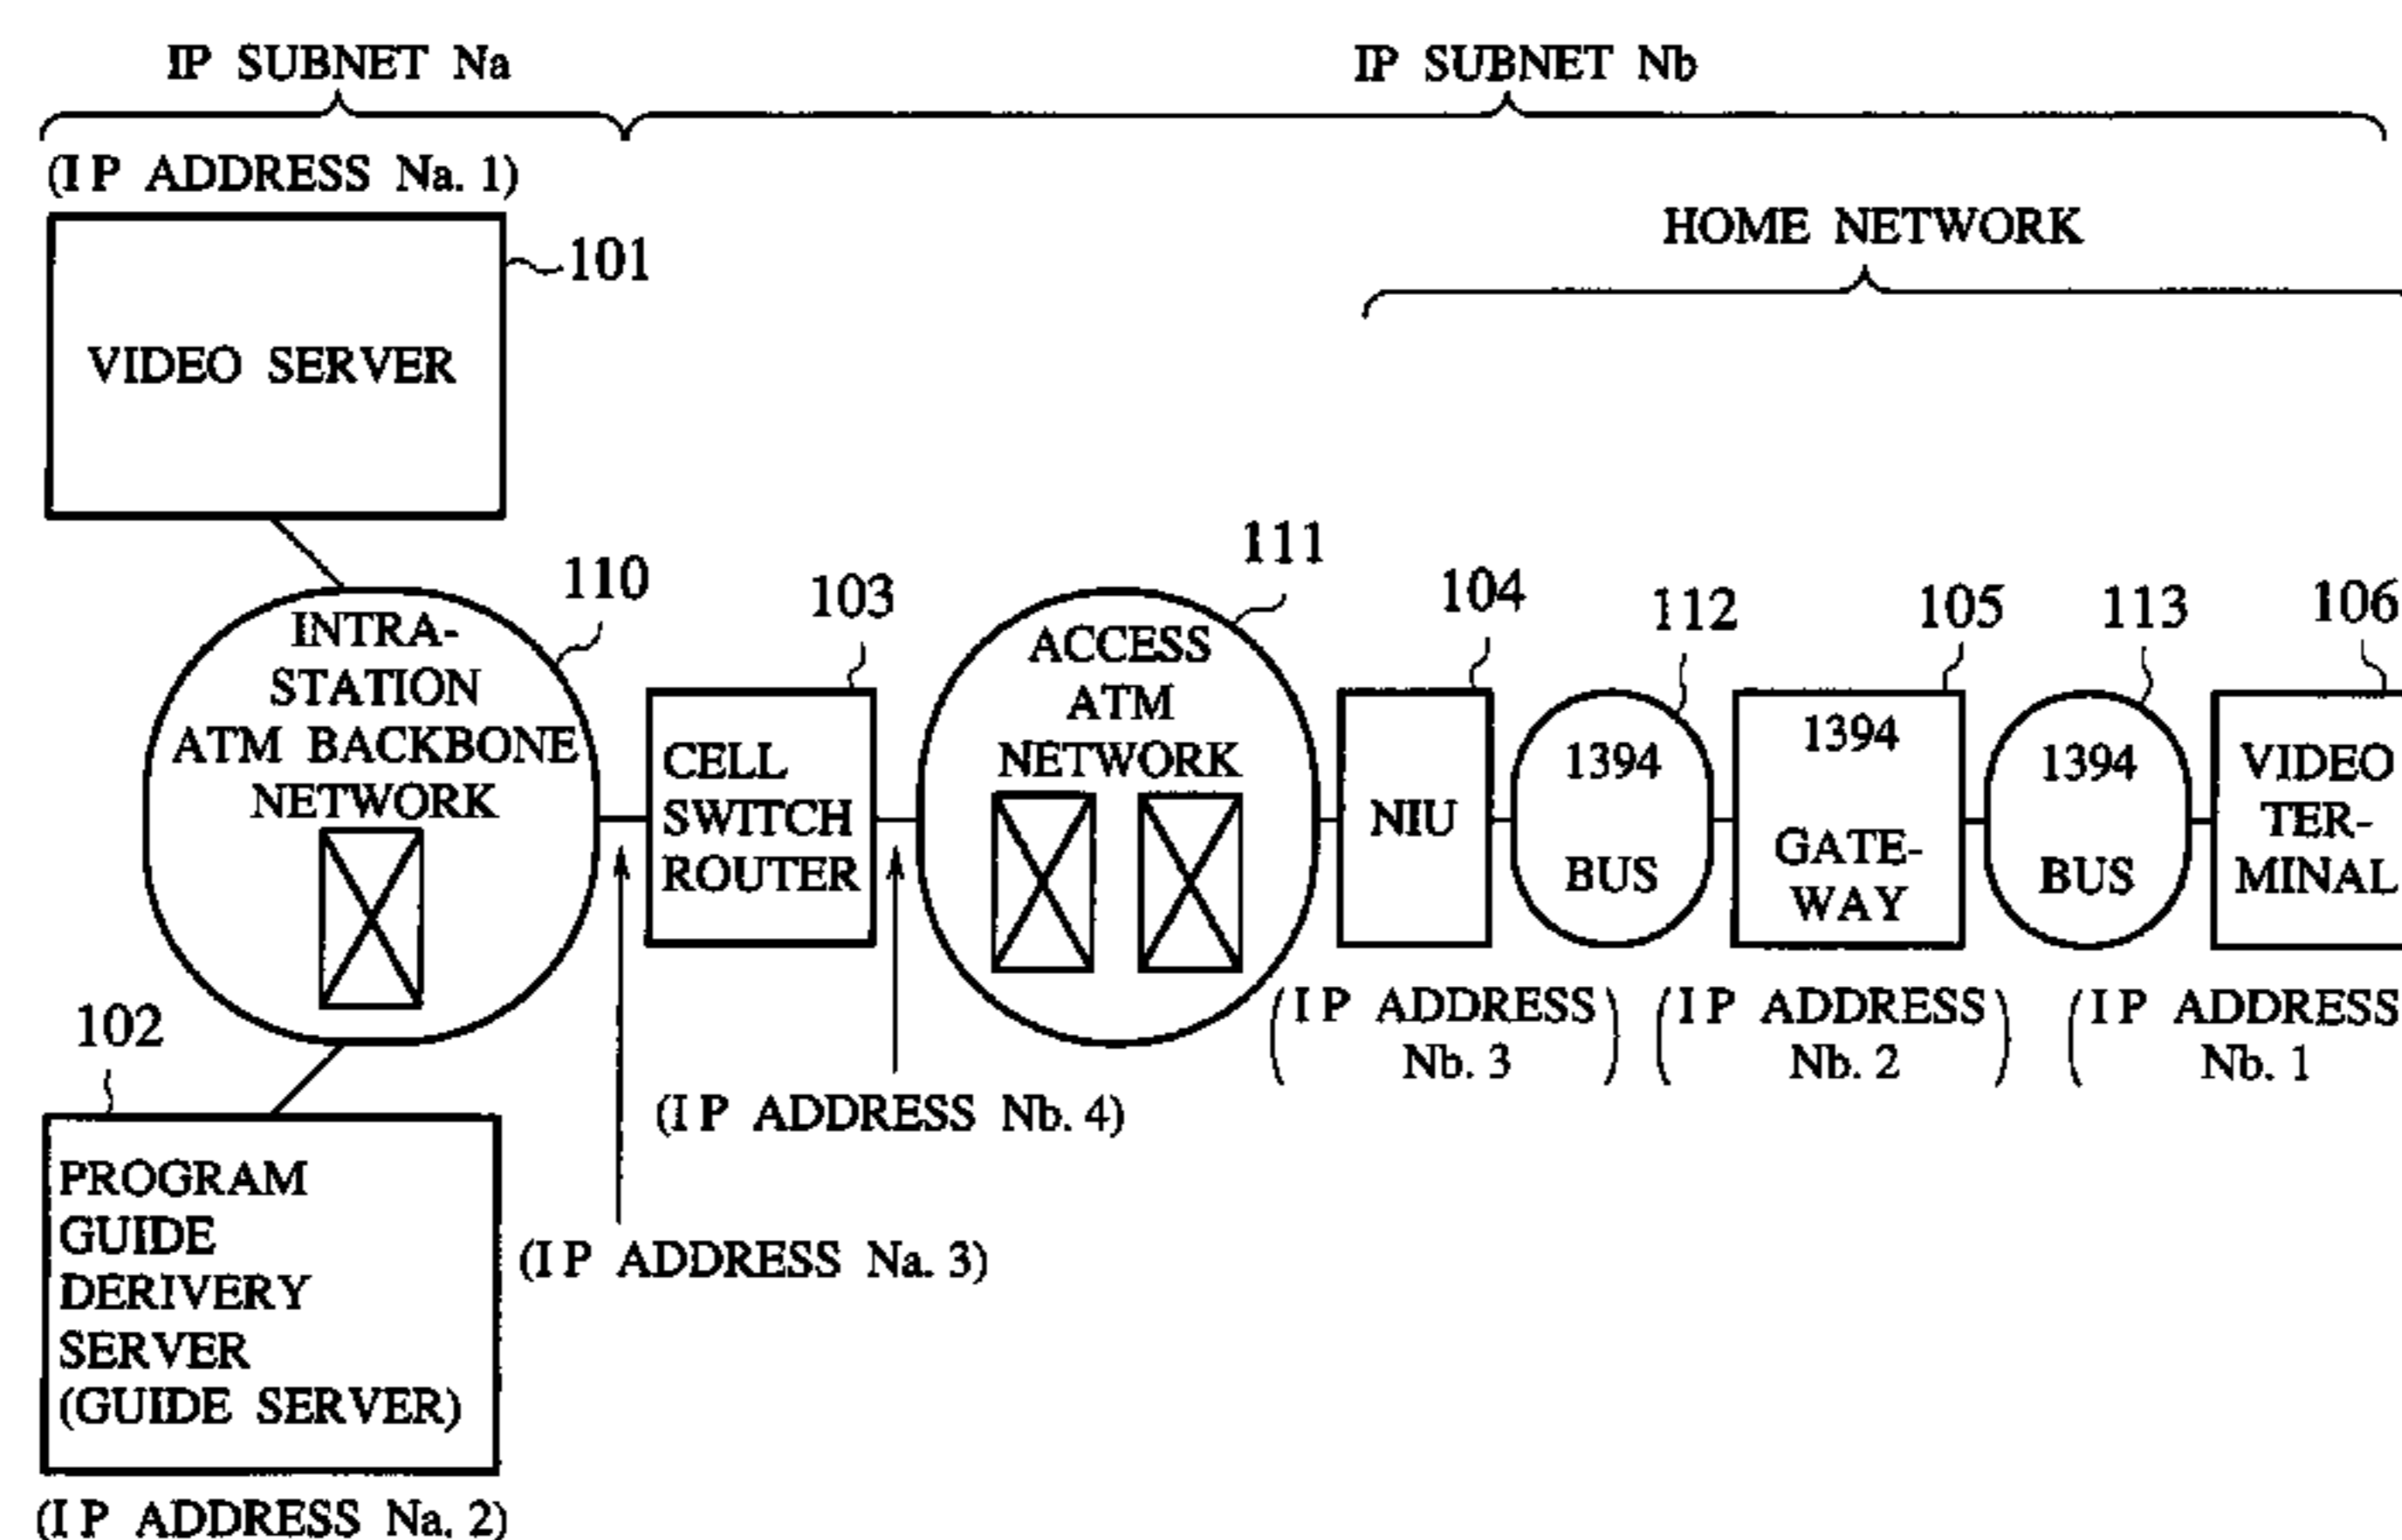 IP SUBNET Na
IP SUBNET Nb
(IP ADDRESS Na. 1)
HOME NETWORK
101
VIDEO SERVER
110
INTRA-
STATION
ATM BACKBONE
NETWORK
103
CELL
SWITCH
ROUTER
111
ACCESS
ATM
NETWORK
104
NIU
112
1394
BUS
105
1394
GATE-
WAY
113
1394
BUS
106
VIDEO
TER-
MINAL
(IP ADDRESS)
Nb. 3
(IP ADDRESS)
Nb. 2
(IP ADDRESS
Nb. 1
(IP ADDRESS Nb. 4)
(IP ADDRESS Na. 3)
102
PROGRAM
GUIDE
DERIVERY
SERVER
(GUIDE SERVER)
(IP ADDRESS Na. 2)